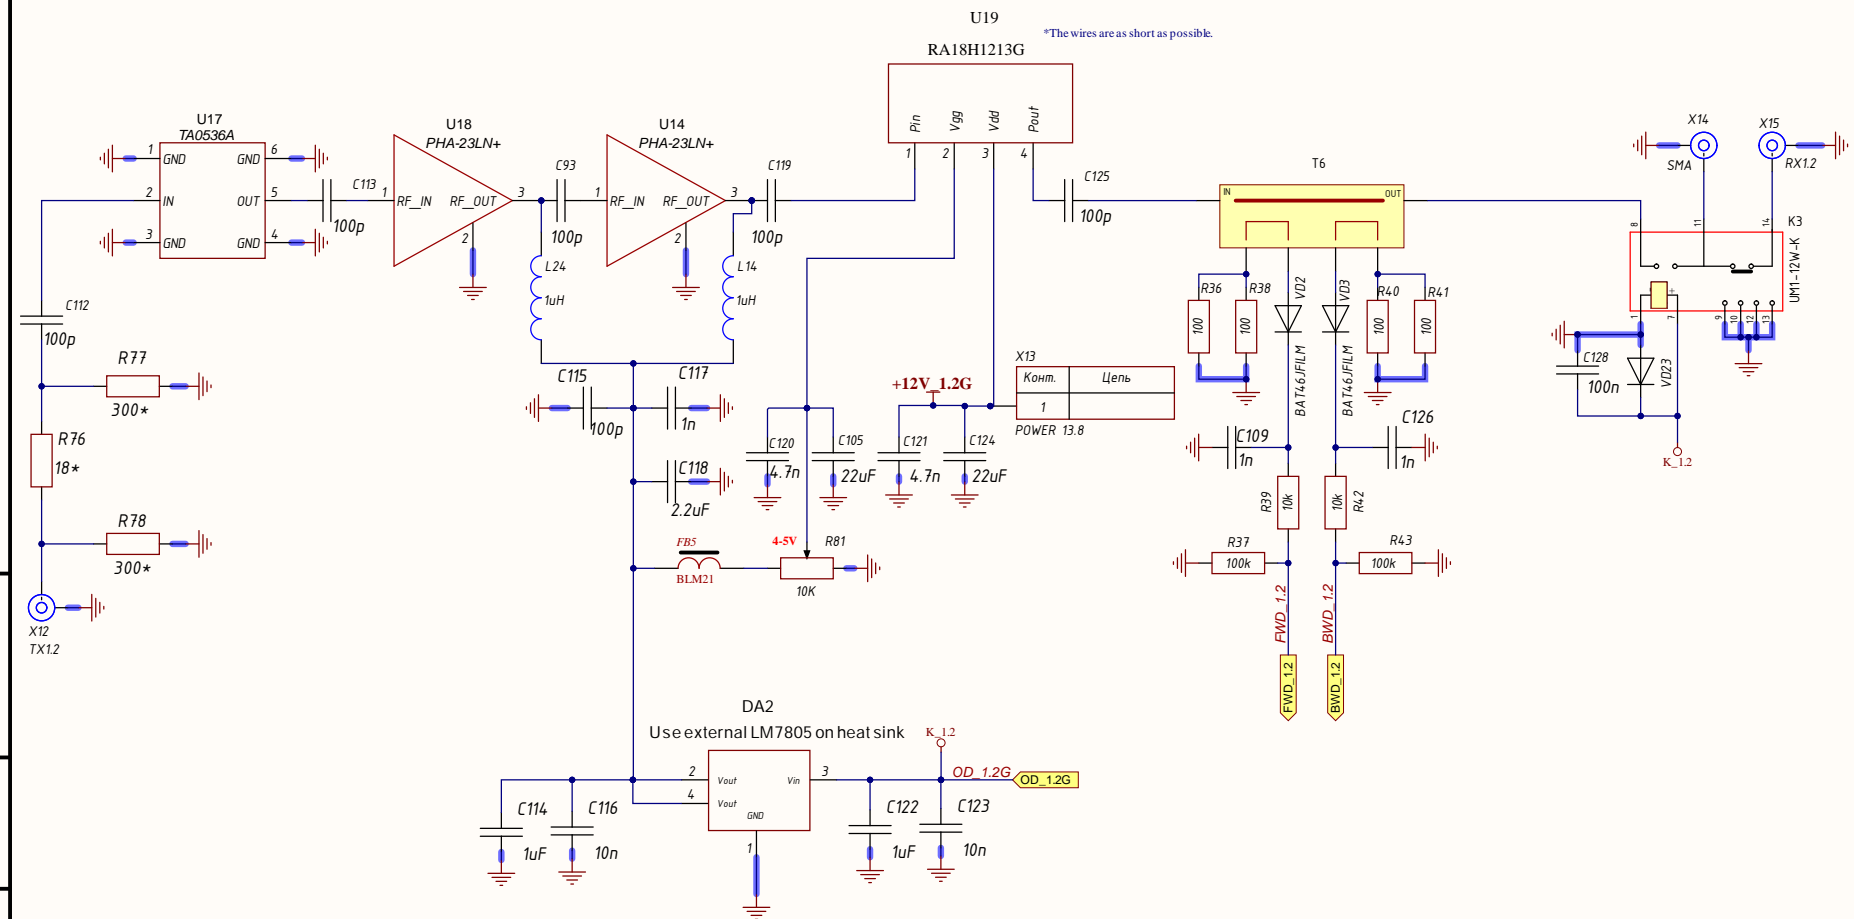 U19
RA18H1213G
*The wires are as short as possible.
Pin
Vgg
Vdd
Pout
1
2
3
4
U17
TA0536A
1
GND
GND
6
2
IN
OUT
5
3
GND
GND
4
C113
100p
U18
PHA-23LN+
1
RF_IN
RF_OUT
3
2
C93
100p
U14
PHA-23LN+
1
RF_IN
RF_OUT
3
2
C119
100p
L24
1uH
L14
1uH
C125
100p
T6
IN
OUT
X14
SMA
X15
RX1.2
K3
UM1-12W-K
8
11
14
+
1
7
9
10
12
13
C112
100p
R77
300*
R76
18*
R78
300*
X12
TX1.2
C115
100p
C117
1n
C118
2.2uF
C120
4.7n
C105
22uF
+12V_1.2G
C121
4.7n
C124
22uF
X13
Конт.
Цепь
1
POWER 13.8
FB5
BLM21
4-5V
R81
10K
R36
100
R38
100
VD2
BAT46JFILM
VD3
BAT46JFILM
R40
100
R41
100
C109
1n
C126
1n
R39
10k
10k
R42
R37
100k
R43
100k
FWD_1.2
BWD_1.2
FWD_1.2
BWD_1.2
C128
100n
VD23
K_1.2
DA2
Use external LM7805 on heat sink
K_1.2
2
Vout
Vin
3
4
Vout
GND
1
OD_1.2G
OD_1.2G
C114
1uF
C116
10n
C122
1uF
C123
10n